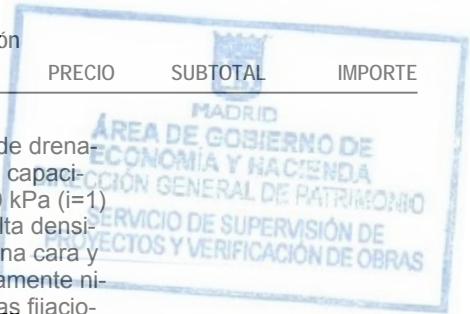 ón
PRECIO SUBTOTAL IMPORTE
MADRID
ÁREA DE GOBIERNO DE
ECONOMÍA Y HACIENDA
DIRECCIÓN GENERAL DE PATRIMONIO
SERVICIO DE SUPERVISIÓN DE
PROYECTOS Y VERIFICACIÓN DE OBRAS
de drena-
capaci-
kPa (i=1)
lta densi-
na cara y
amente ni-
as fijacio-